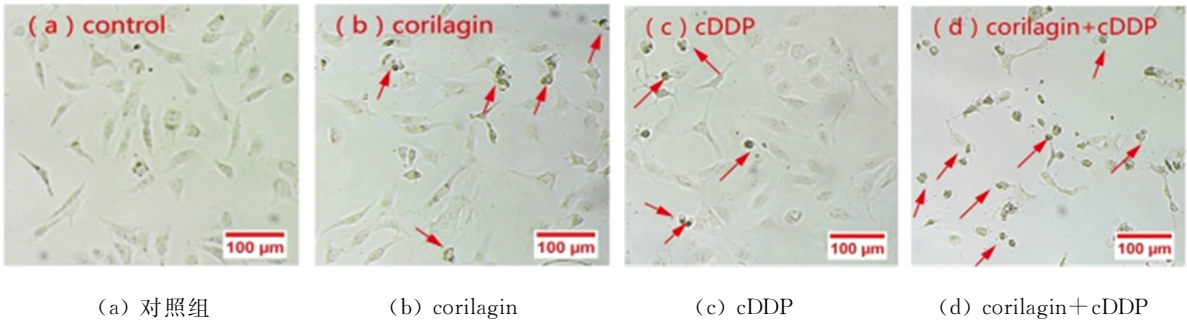 (a) control
(b) corilagin
(c) cDDP
(d) corilagin+cDDP
100 μm
100 μm
100 μm
100 μm
(a) 对照组
(b) corilagin
(c) cDDP
(d) corilagin+cDDP